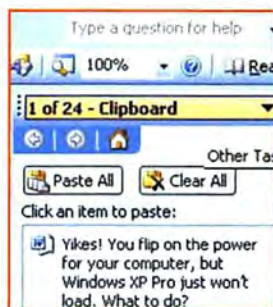 Type a question for help
100%
Rea
1 of 24 - Clipboard
Other Tas
Paste All Clear All
Click an item to paste:
Yikes! You flip on the power
for your computer, but
Windows XP Pro just won't
load. What to do?